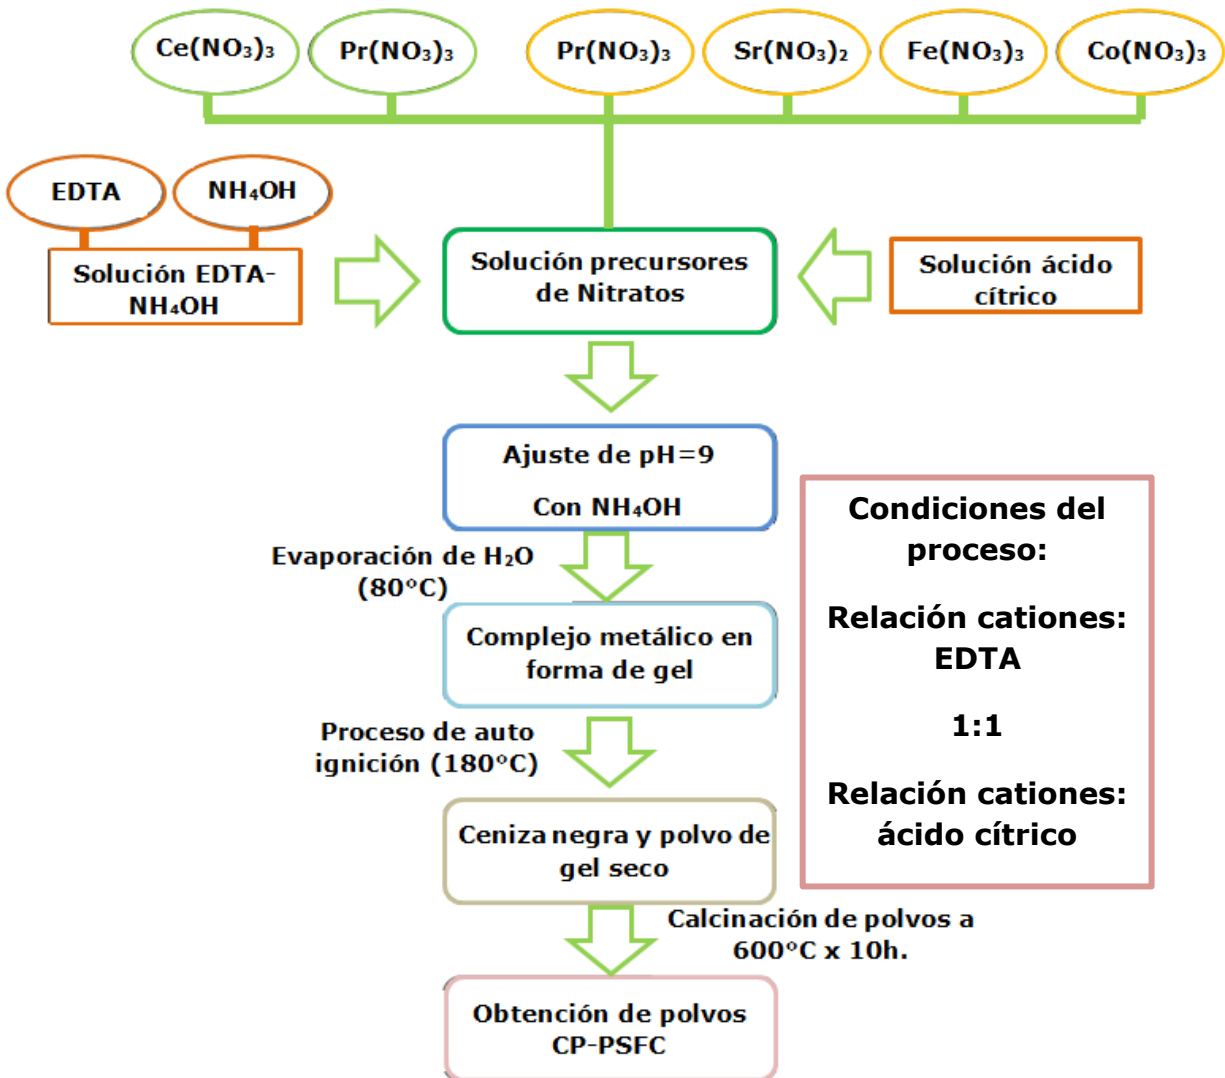 Ce(NO₃)₃
Pr(NO₃)₃
Pr(NO₃)₃
Sr(NO₃)₂
Fe(NO₃)₃
Co(NO₃)₃
EDTA
NH₄OH
Solución EDTA-
NH₄OH
Solución precursores
de Nitratos
Solución ácido
cítrico
Ajuste de pH=9
Con NH₄OH
Evaporación de H₂O
(80°C)
Complejo metálico en
forma de gel
Proceso de auto
ignición (180°C)
Ceniza negra y polvo de
gel seco
Calcinación de polvos a
600°C x 10h.
Obtención de polvos
CP-PSFC
Condiciones del
proceso:
Relación cationes:
EDTA
1:1
Relación cationes:
ácido cítrico